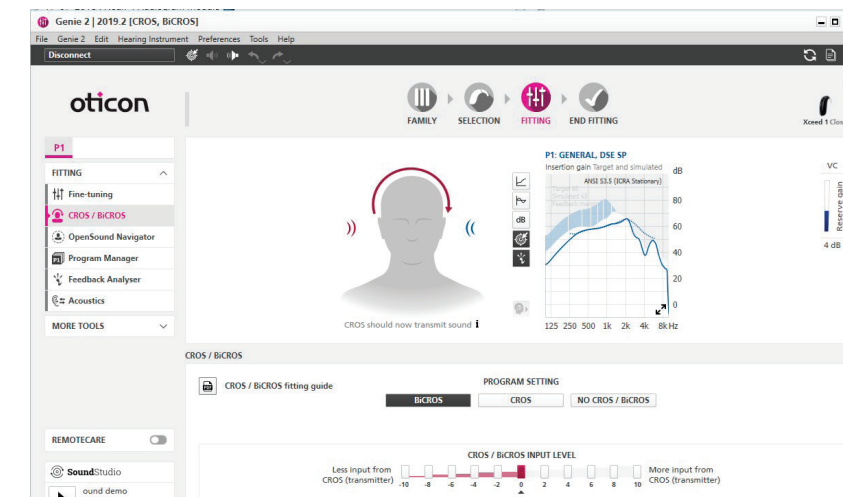 Genie 2 | 2019.2 [CROS, BiCROS]
File Genie 2 Edit Hearing Instrument Preferences Tools Help
Disconnect
oticon
FAMILY SELECTION FITTING END FITTING
Xceed 1
P1
FITTING
Fine-tuning
CROS / BiCROS
OpenSound Navigator
Program Manager
Feedback Analyser
Acoustics
MORE TOOLS
CROS should now transmit sound i
P1: GENERAL, DSE SP
Insertion gain Target and simulated
dB
ANSI S3.5 (ICRA Stationary)
dB
80
60
40
20
0
125 250 500 1k 2k 4k 8k Hz
VC
Reserve gain
4 dB
CROS / BiCROS
CROS / BiCROS fitting guide
PROGRAM SETTING
BiCROS CROS NO CROS / BiCROS
REMOTECARE
SoundStudio
ound demo
CROS / BiCROS INPUT LEVEL
Less input from
CROS (transmitter)
-10 -8 -6 -4 -2 0 2 4 6 8 10
More input from
CROS (transmitter)